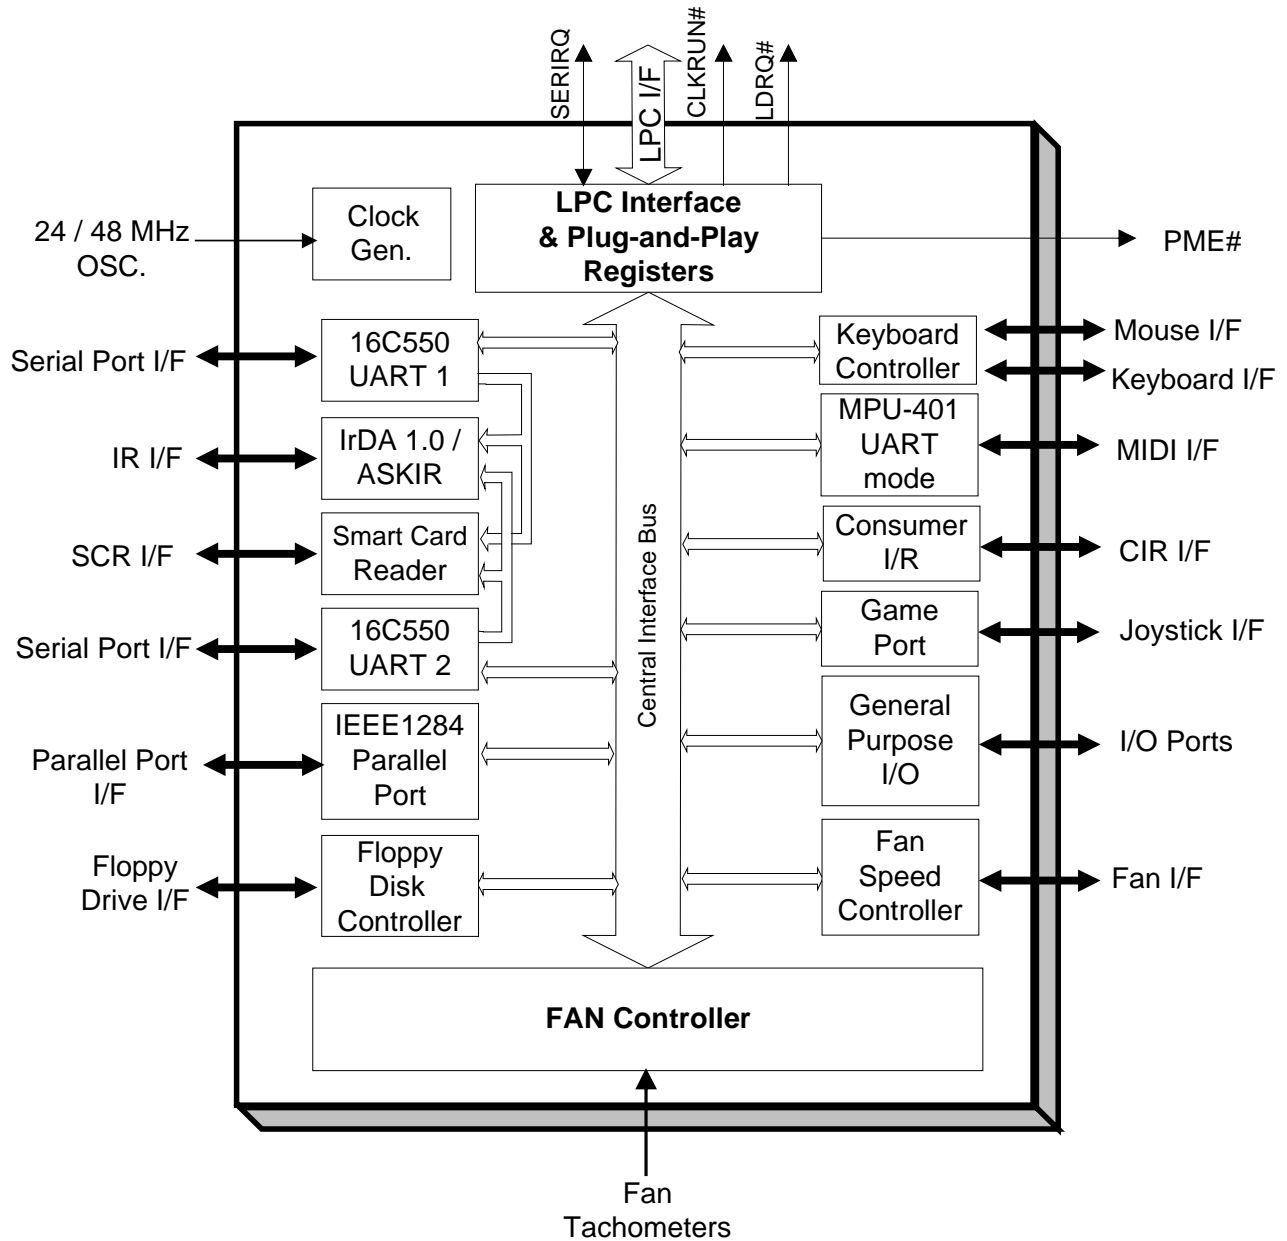 SERIRQ
LPC I/F
CLKRUN#
LDRQ#
LPC Interface
& Plug-and-Play
Registers
Clock
Gen.
24 / 48 MHz
OSC.
PME#
Serial Port I/F
16C550
UART 1
Keyboard
Controller
Mouse I/F
Keyboard I/F
IR I/F
IrDA 1.0 /
ASKIR
MPU-401
UART
mode
MIDI I/F
SCR I/F
Smart Card
Reader
Consumer
I/R
CIR I/F
Central Interface Bus
Serial Port I/F
16C550
UART 2
Game
Port
Joystick I/F
Parallel Port
I/F
IEEE1284
Parallel
Port
General
Purpose
I/O
I/O Ports
Floppy
Drive I/F
Floppy
Disk
Controller
Fan
Speed
Controller
Fan I/F
FAN Controller
Fan
Tachometers